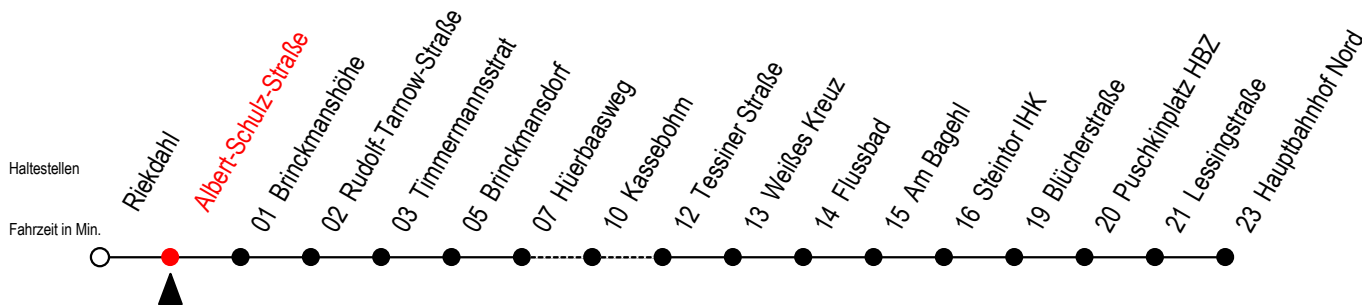 Haltestellen
Fahrzeit in Min.
Riekdahl
Albert-Schulz-Straße
01 Brinckmanshöhe
02 Rudolf-Tarnow-Straße
03 Timmermannsstrat
05 Brinckmansdorf
07 Hüerbaasweg
10 Kassebohm
12 Tessiner Straße
13 Weißes Kreuz
14 Flussbad
15 Am Bagehl
16 Steintor IHK
19 Blücherstraße
20 Puschkinplatz HBZ
21 Lessingstraße
23 Hauptbahnhof Nord